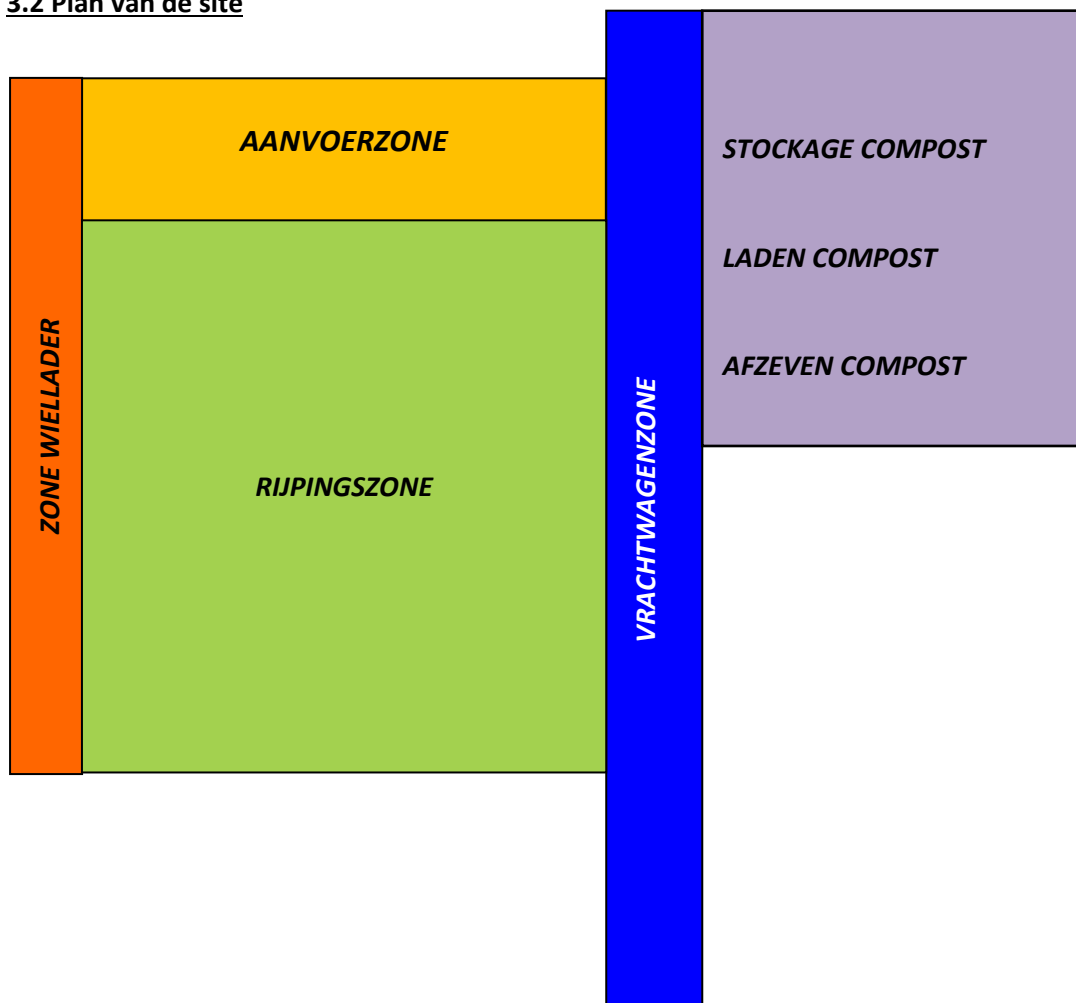 3.2 Plan van de site
AANVOERZONE
STOCKAGE COMPOST
LADEN COMPOST
AFZEVEN COMPOST
ZONE WIELLADER
RIJPINGSZONE
VRACHTWAGENZONE